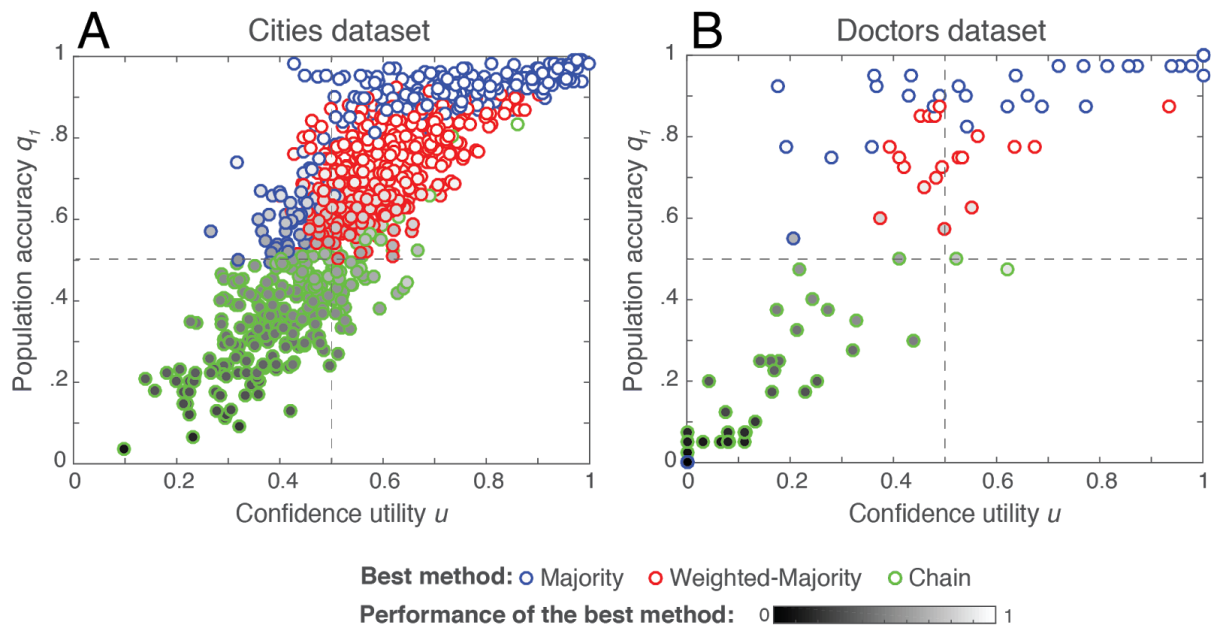 A
Cities dataset
Population accuracy q1
1
.8
.6
.4
.2
0
0
0.2
0.4
0.6
0.8
1
Confidence utility u
B
Doctors dataset
Population accuracy q1
1
.8
.6
.4
.2
0
0
0.2
0.4
0.6
0.8
1
Confidence utility u
Best method: Majority Weighted-Majority Chain
Performance of the best method: 0 1